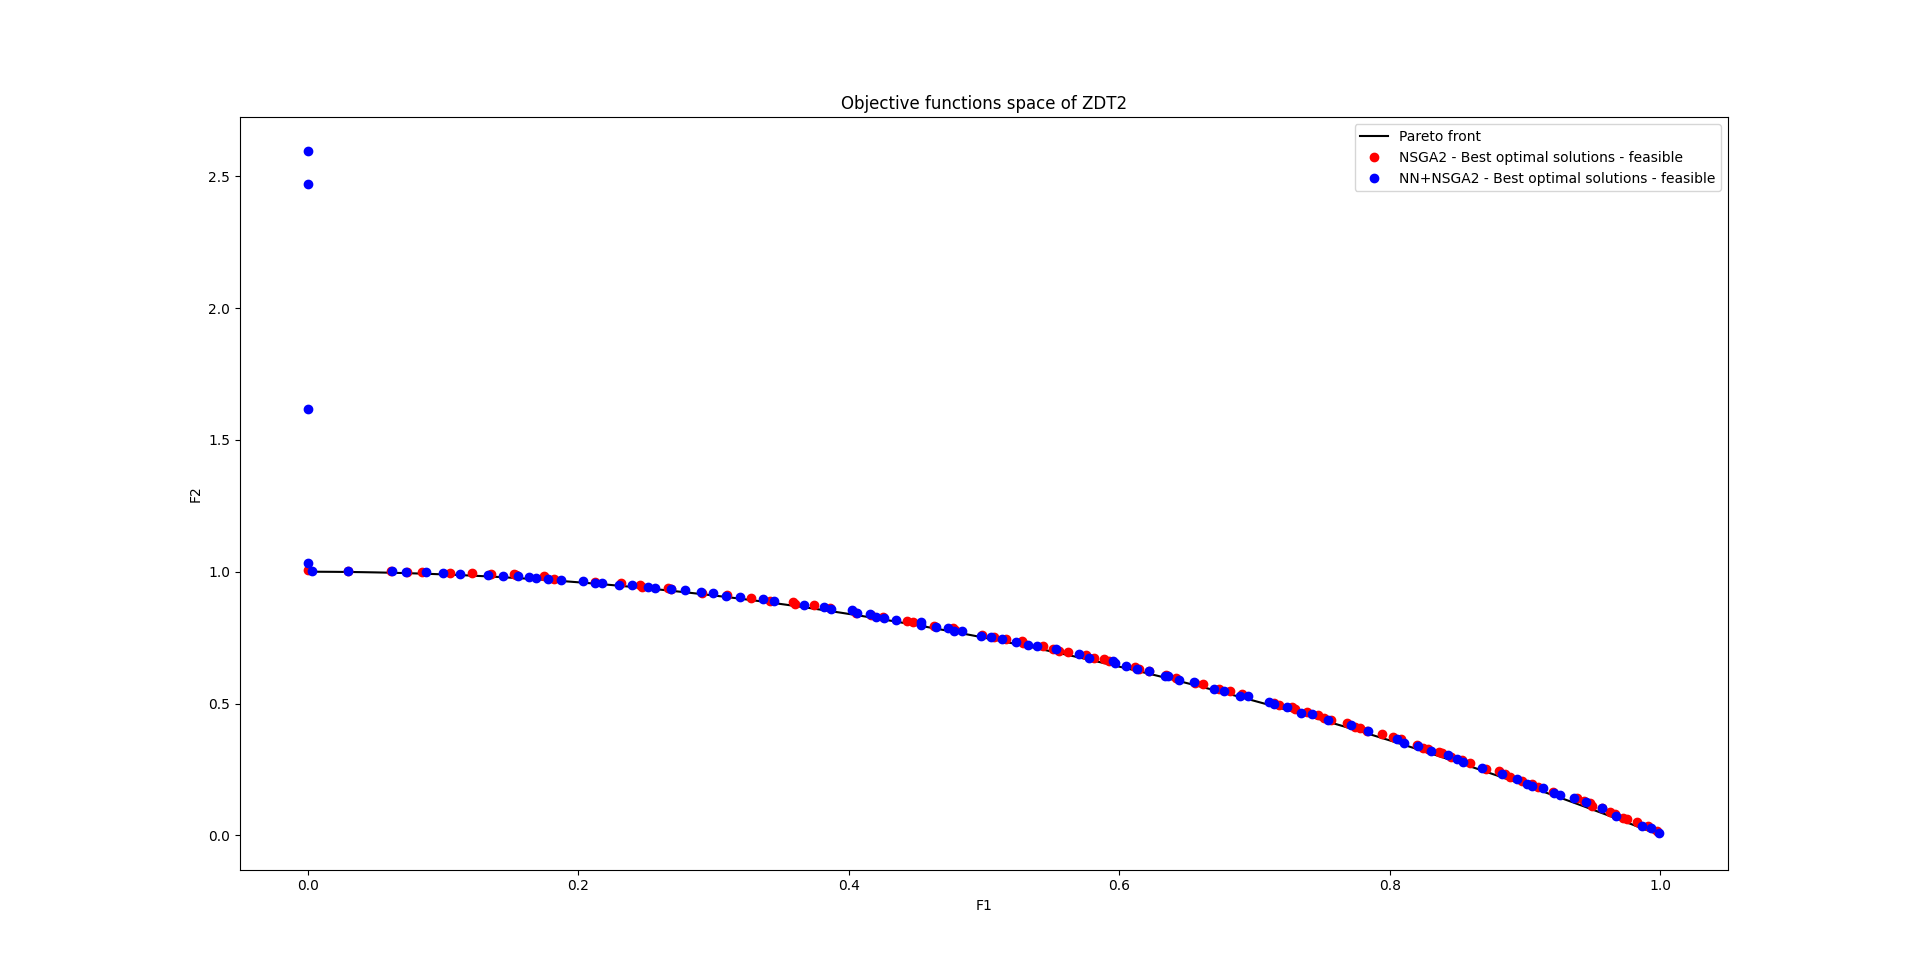 Objective functions space of ZDT2
Pareto front
NSGA2 - Best optimal solutions - feasible
NN+NSGA2 - Best optimal solutions - feasible
2.5
2.0
1.5
1.0
0.5
0.0
F2
0.0 0.2 0.4 0.6 0.8 1.0
F1